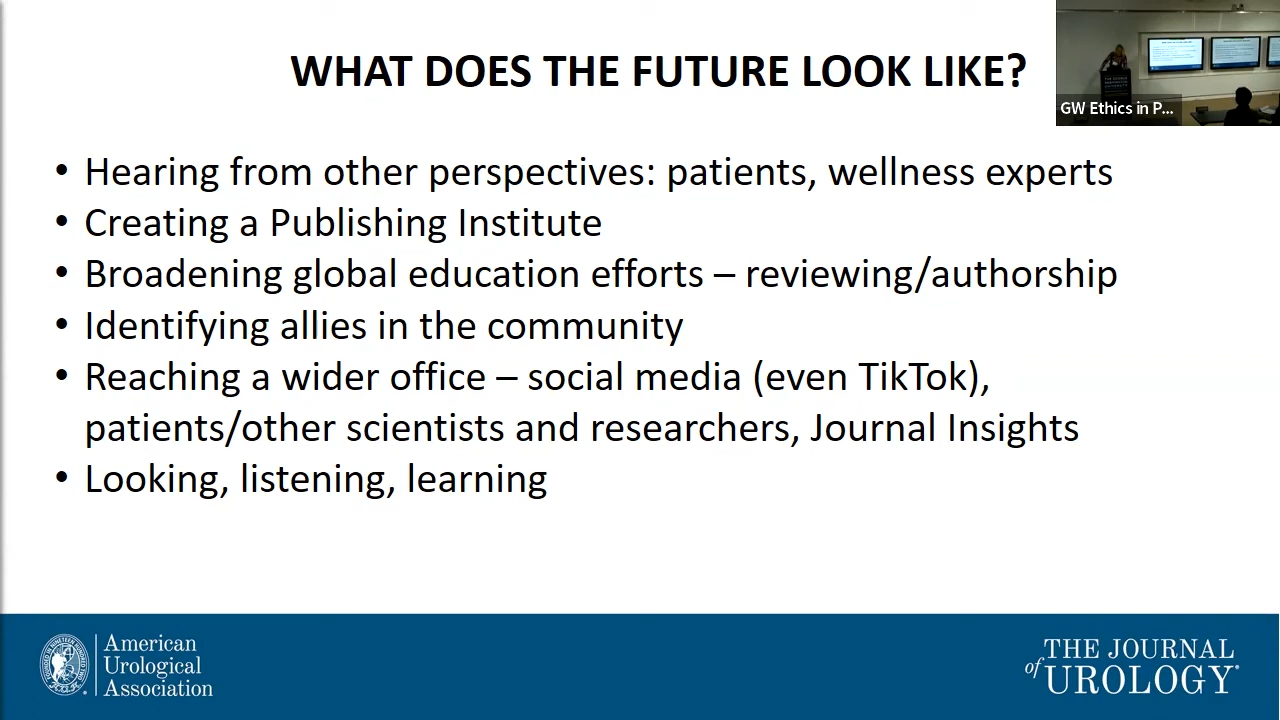 WHAT DOES THE FUTURE LOOK LIKE?
GW Ethics in P...
• Hearing from other perspectives: patients, wellness experts
• Creating a Publishing Institute
• Broadening global education efforts – reviewing/authorship
• Identifying allies in the community
• Reaching a wider office – social media (even TikTok),
patients/other scientists and researchers, Journal Insights
• Looking, listening, learning
American
Urological
Association
THE JOURNAL
of UROLOGY®